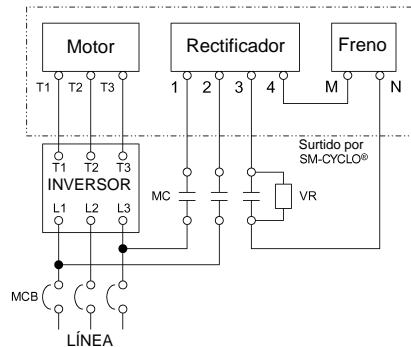 Motor Rectificador Freno
T1 T2 T3 1 2 3 4 M N
Surtido por
SM-CYCLO®
T1 T2 T3
INVERSOR
L1 L2 L3
MC VR
MCB
LÍNEA